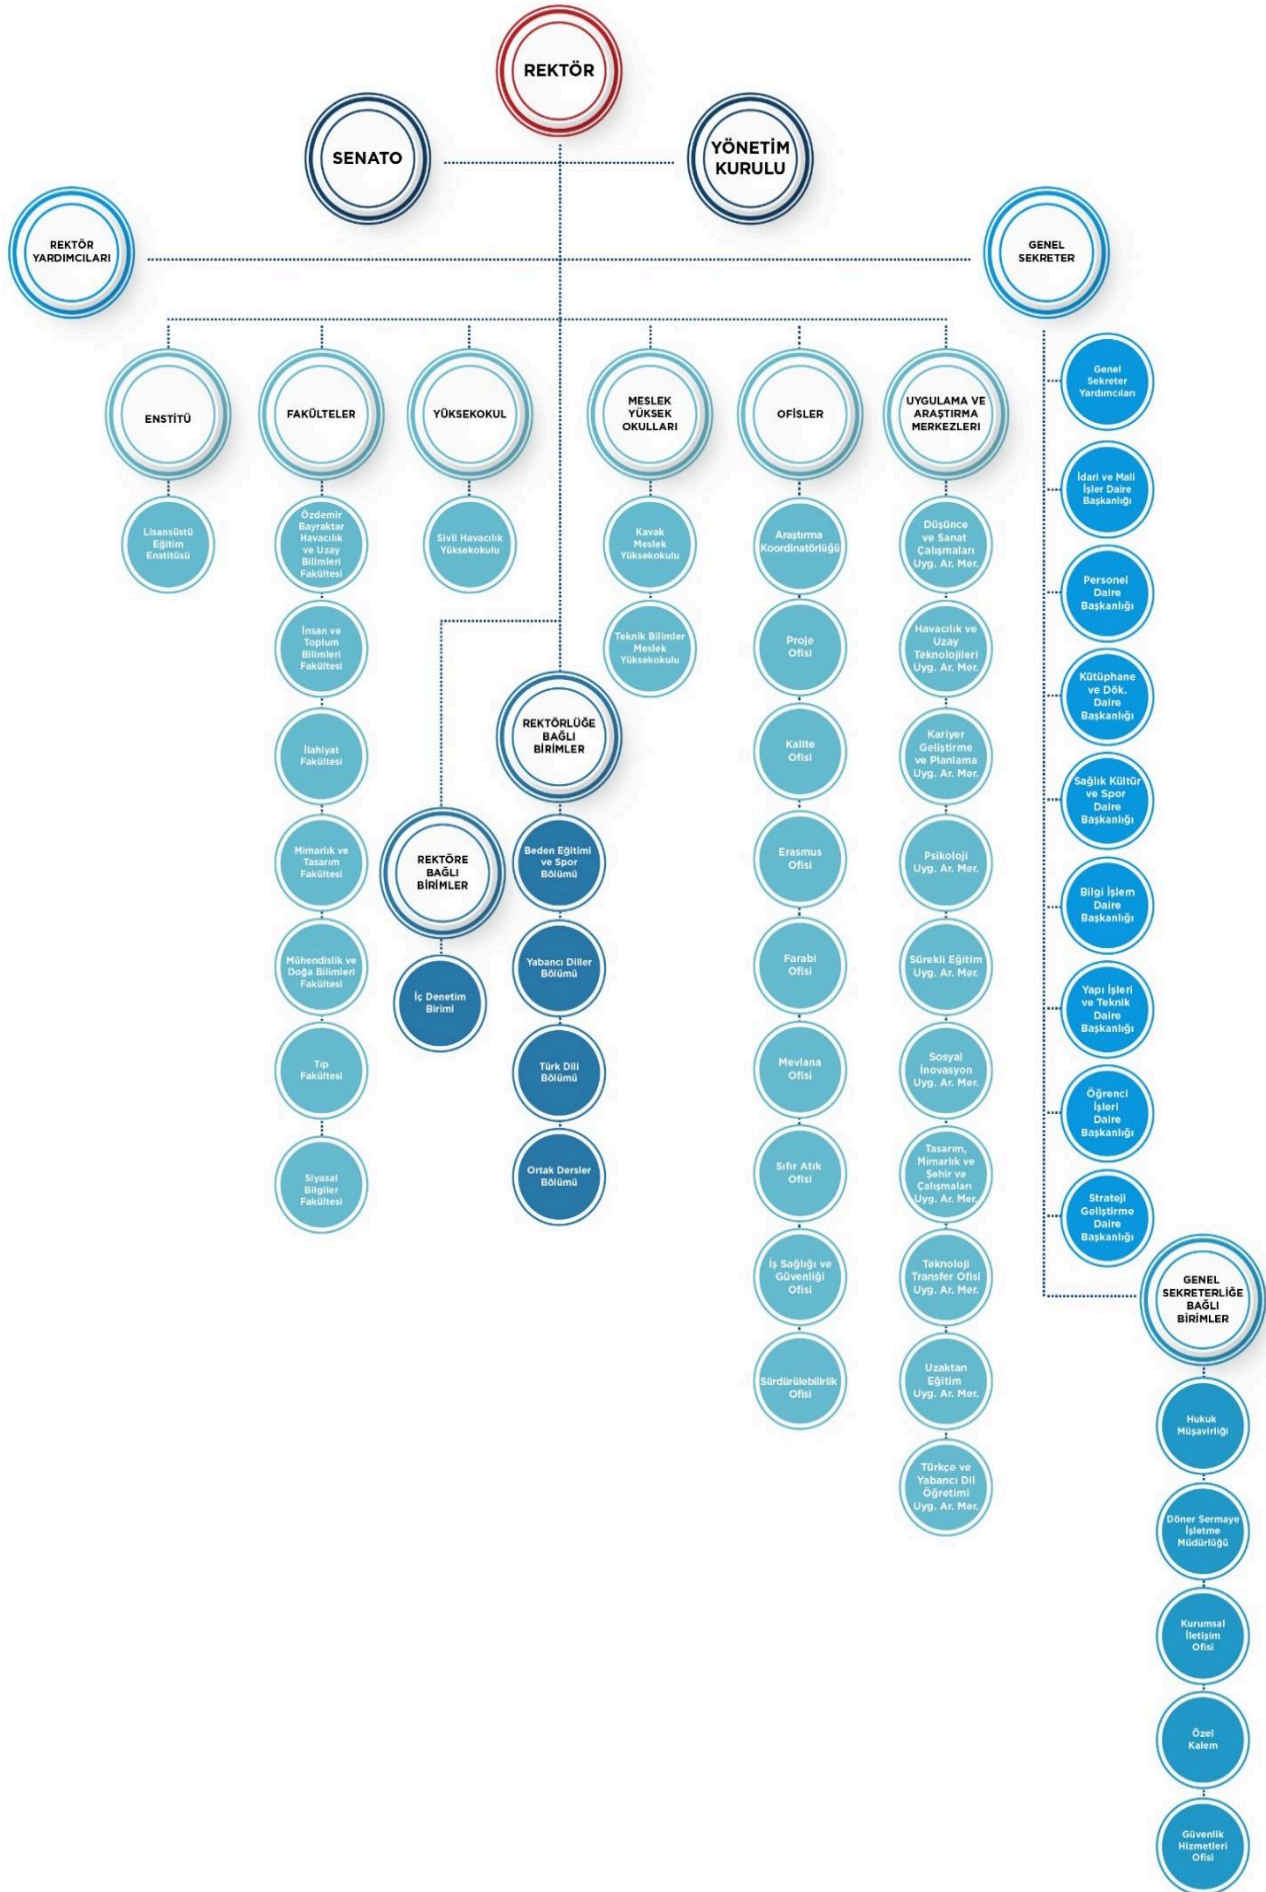 REKTÖR
SENATO
YÖNETİM
KURULU
REKTÖR
YARDIMCILARI
GENEL
SEKRETER
ENSTİTÜ
Lisansüstü
Eğitim
Enstitüsü
FAKÜLTELER
Özdemir
Bayraktar
Havacılık
ve Uzay
Bilimleri
Fakültesi
İnsan ve
Toplum
Bilimleri
Fakültesi
İlahiyat
Fakültesi
Mimarlık ve
Tasarım
Fakültesi
Mühendislik ve
Doğa Bilimleri
Fakültesi
Tıp
Fakültesi
Siyasal
Bilgiler
Fakültesi
YÜKSEKOKUL
Sivil Havacılık
Yüksekokulu
REKTÖRE
BAĞLI
BİRİMLER
İç Denetim
Birimi
REKTÖRLÜĞE
BAĞLI
BİRİMLER
Beden Eğitimi
ve Spor
Bölümü
Yabancı Diller
Bölümü
Türk Dili
Bölümü
Ortak Dersler
Bölümü
MESLEK
YÜKSEK
OKULLARI
Kavak
Meslek
Yüksekokulu
Teknik Bilimler
Meslek
Yüksekokulu
OFİSLER
Araştırma
Koordinatörlüğü
Proje
Ofisi
Kalite
Ofisi
Erasmus
Ofisi
Farabi
Ofisi
Mevlana
Ofisi
Sıfır Atık
Ofisi
İş Sağlığı ve
Güvenliği
Ofisi
Sürdürülebilirlik
Ofisi
UYGULAMA VE
ARAŞTIRMA
MERKEZLERİ
Düşünce
ve Sanat
Çalışmaları
Uyg. Ar. Mer.
Havacılık ve
Uzay
Teknolojileri
Uyg. Ar. Mer.
Kariyer
Geliştirme
ve Planlama
Uyg. Ar. Mer.
Psikoloji
Uyg. Ar. Mer.
Sürekli Eğitim
Uyg. Ar. Mer.
Sosyal
İnovasyon
Uyg. Ar. Mer.
Tasarım,
Mimarlık ve
Şehir ve
Çalışmaları
Uyg. Ar. Mer.
Teknoloji
Transfer Ofisi
Uyg. Ar. Mer.
Uzaktan
Eğitim
Uyg. Ar. Mer.
Türkçe ve
Yabancı Dil
Öğretimi
Uyg. Ar. Mer.
Genel
Sekreter
Yardımcıları
İdari ve Mali
İşler Daire
Başkanlığı
Personel
Daire
Başkanlığı
Kütüphane
ve Dök.
Daire
Başkanlığı
Sağlık Kültür
ve Spor
Daire
Başkanlığı
Bilgi İşlem
Daire
Başkanlığı
Yapı İşleri
ve Teknik
Daire
Başkanlığı
Öğrenci
İşleri
Daire
Başkanlığı
Strateji
Geliştirme
Daire
Başkanlığı
GENEL
SEKRETERLİĞE
BAĞLI
BİRİMLER
Hukuk
Müşavirliği
Döner Sermaye
İşletme
Müdürlüğü
Kurumsal
İletişim
Ofisi
Özel
Kalem
Güvenlik
Hizmetleri
Ofisi